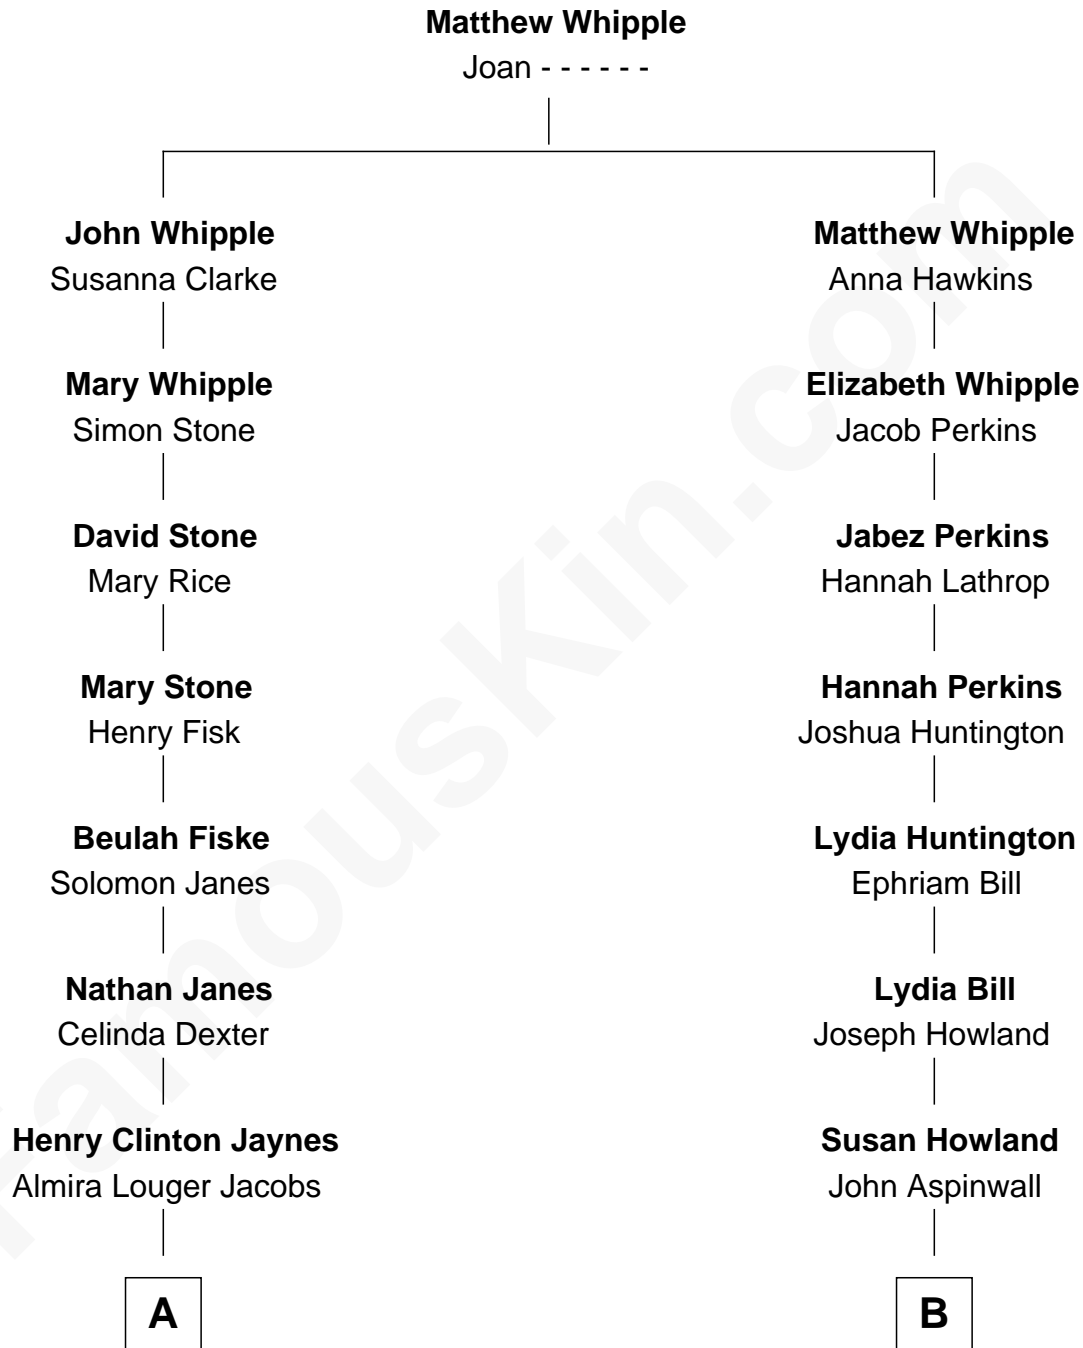 Matthew Whipple
Joan - - - - - -
John Whipple
Susanna Clarke
Matthew Whipple
Anna Hawkins
Mary Whipple
Simon Stone
Elizabeth Whipple
Jacob Perkins
David Stone
Mary Rice
Jabez Perkins
Hannah Lathrop
Mary Stone
Henry Fisk
Hannah Perkins
Joshua Huntington
Beulah Fiske
Solomon Janes
Lydia Huntington
Ephriam Bill
Nathan Janes
Celinda Dexter
Lydia Bill
Joseph Howland
Henry Clinton Jaynes
Almira Louger Jacobs
Susan Howland
John Aspinwall
A
B
FamousKin.com